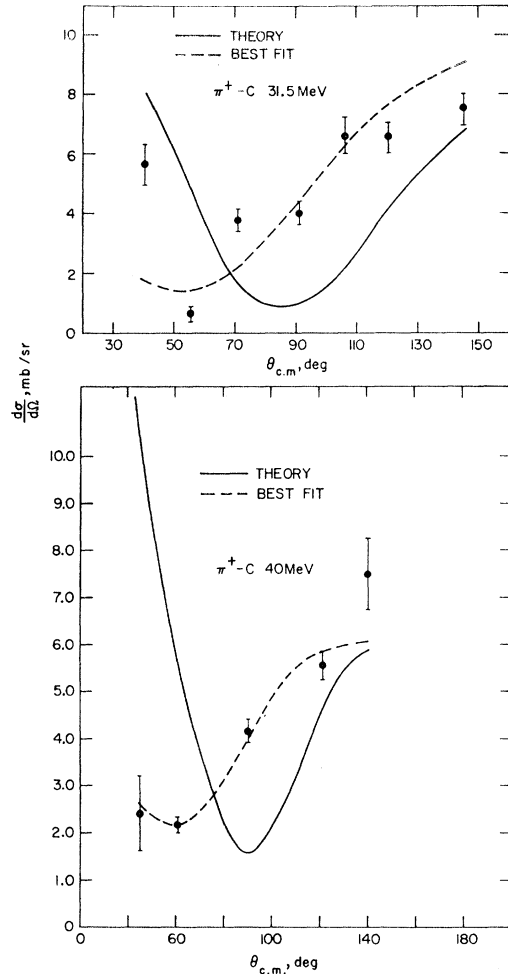 10
8
6
4
2
0
THEORY
BEST FIT
π+ -C 31.5 MeV
30 50 70 90 110 130 150
θc.m, deg
dσ/dΩ, mb/sr
10.0
9.0
8.0
7.0
6.0
5.0
4.0
3.0
2.0
1.0
0
THEORY
BEST FIT
π+ -C 40 MeV
60 100 140 180
θc.m., deg